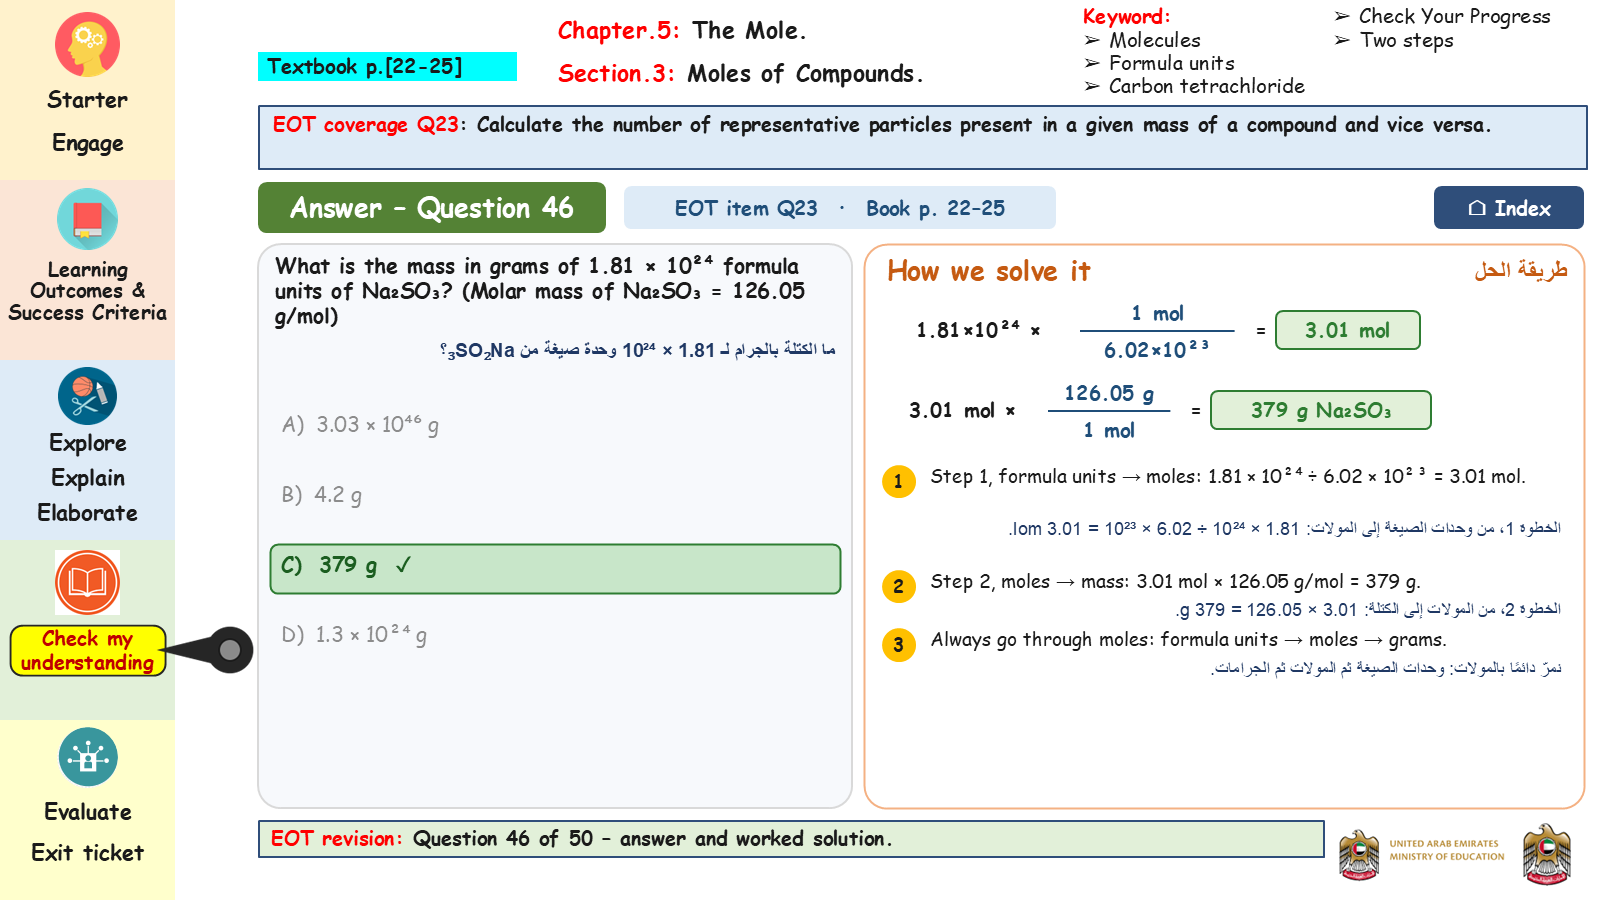 Starter
Engage
Learning
Outcomes &
Success Criteria
Explore
Explain
Elaborate
Check my
understanding
Evaluate
Exit ticket
Textbook p.[22-25]
Chapter.5: The Mole.
Section.3: Moles of Compounds.
Keyword:
➢ Molecules
➢ Formula units
➢ Carbon tetrachloride
➢ Check Your Progress
➢ Two steps
EOT coverage Q23: Calculate the number of representative particles present in a given mass of a compound and vice versa.
Answer – Question 46
EOT item Q23 · Book p. 22–25
Index
What is the mass in grams of 1.81 × 10²⁴ formula
units of Na₂SO₃? (Molar mass of Na₂SO₃ = 126.05
g/mol)
ما الكتلة بالجرام لـ 1.81 × 10²⁴ وحدة صيغة من ₃SO₂Na؟
A) 3.03 × 10⁴⁶ g
B) 4.2 g
C) 379 g ✓
D) 1.3 × 10²⁴ g
How we solve it
طريقة الحل
1.81×10²⁴ × 1 mol / 6.02×10²³ = 3.01 mol
3.01 mol × 126.05 g / 1 mol = 379 g Na₂SO₃
1 Step 1, formula units → moles: 1.81 × 10²⁴ ÷ 6.02 × 10²³ = 3.01 mol.
الخطوة 1، من وحدات الصيغة إلى المولات: 1.81 × 10²⁴ ÷ 6.02 × 10²³ = 3.01 lom.
2 Step 2, moles → mass: 3.01 mol × 126.05 g/mol = 379 g.
الخطوة 2، من المولات إلى الكتلة: 3.01 × 126.05 = 379 g.
3 Always go through moles: formula units → moles → grams.
نمرّ دائمًا بالمولات: وحدات الصيغة ثم المولات ثم الجرامات.
EOT revision: Question 46 of 50 – answer and worked solution.
UNITED ARAB EMIRATES
MINISTRY OF EDUCATION